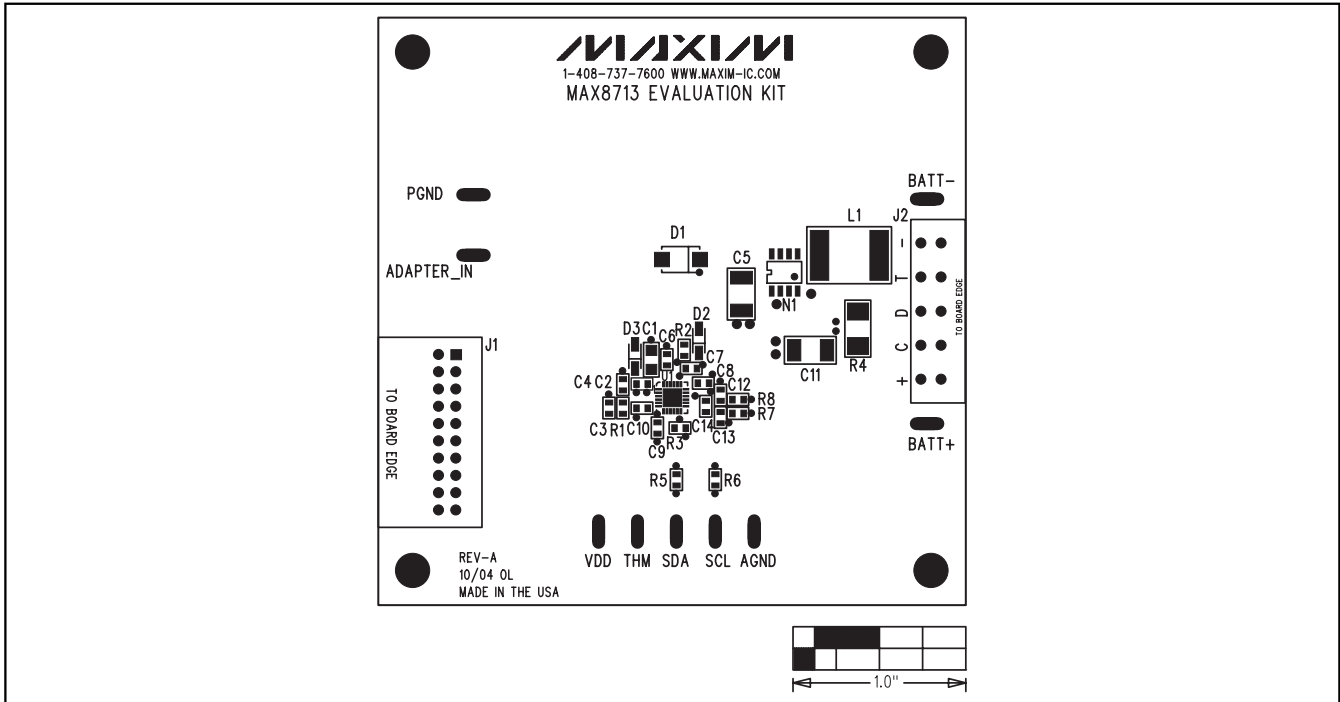 MAXIM
1-408-737-7600 WWW.MAXIM-IC.COM
MAX8713 EVALUATION KIT
PGND
ADAPTER_IN
BATT-
J2
L1
D1
C5
N1
-
T
D
C
+
TO BOARD EDGE
R4
C11
BATT+
J1
TO BOARD EDGE
D3
C1
C6
R2
D2
C7
C8
U1
C4
C2
C12
R8
R7
C3
R1
C10
C9
R3
C14
C13
R5
R6
VDD
THM
SDA
SCL
AGND
REV-A
10/04 OL
MADE IN THE USA
1.0"